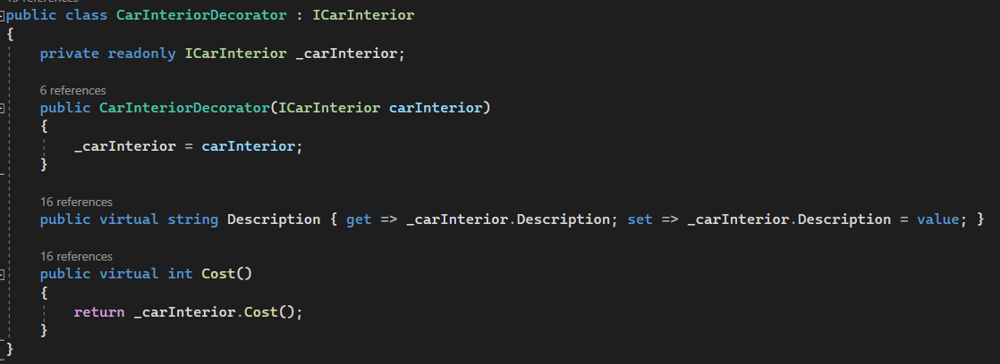 13 references
public class CarInteriorDecorator : ICarInterior
{
private readonly ICarInterior _carInterior;
6 references
public CarInteriorDecorator(ICarInterior carInterior)
{
_carInterior = carInterior;
}
16 references
public virtual string Description { get => _carInterior.Description; set => _carInterior.Description = value; }
16 references
public virtual int Cost()
{
return _carInterior.Cost();
}
}